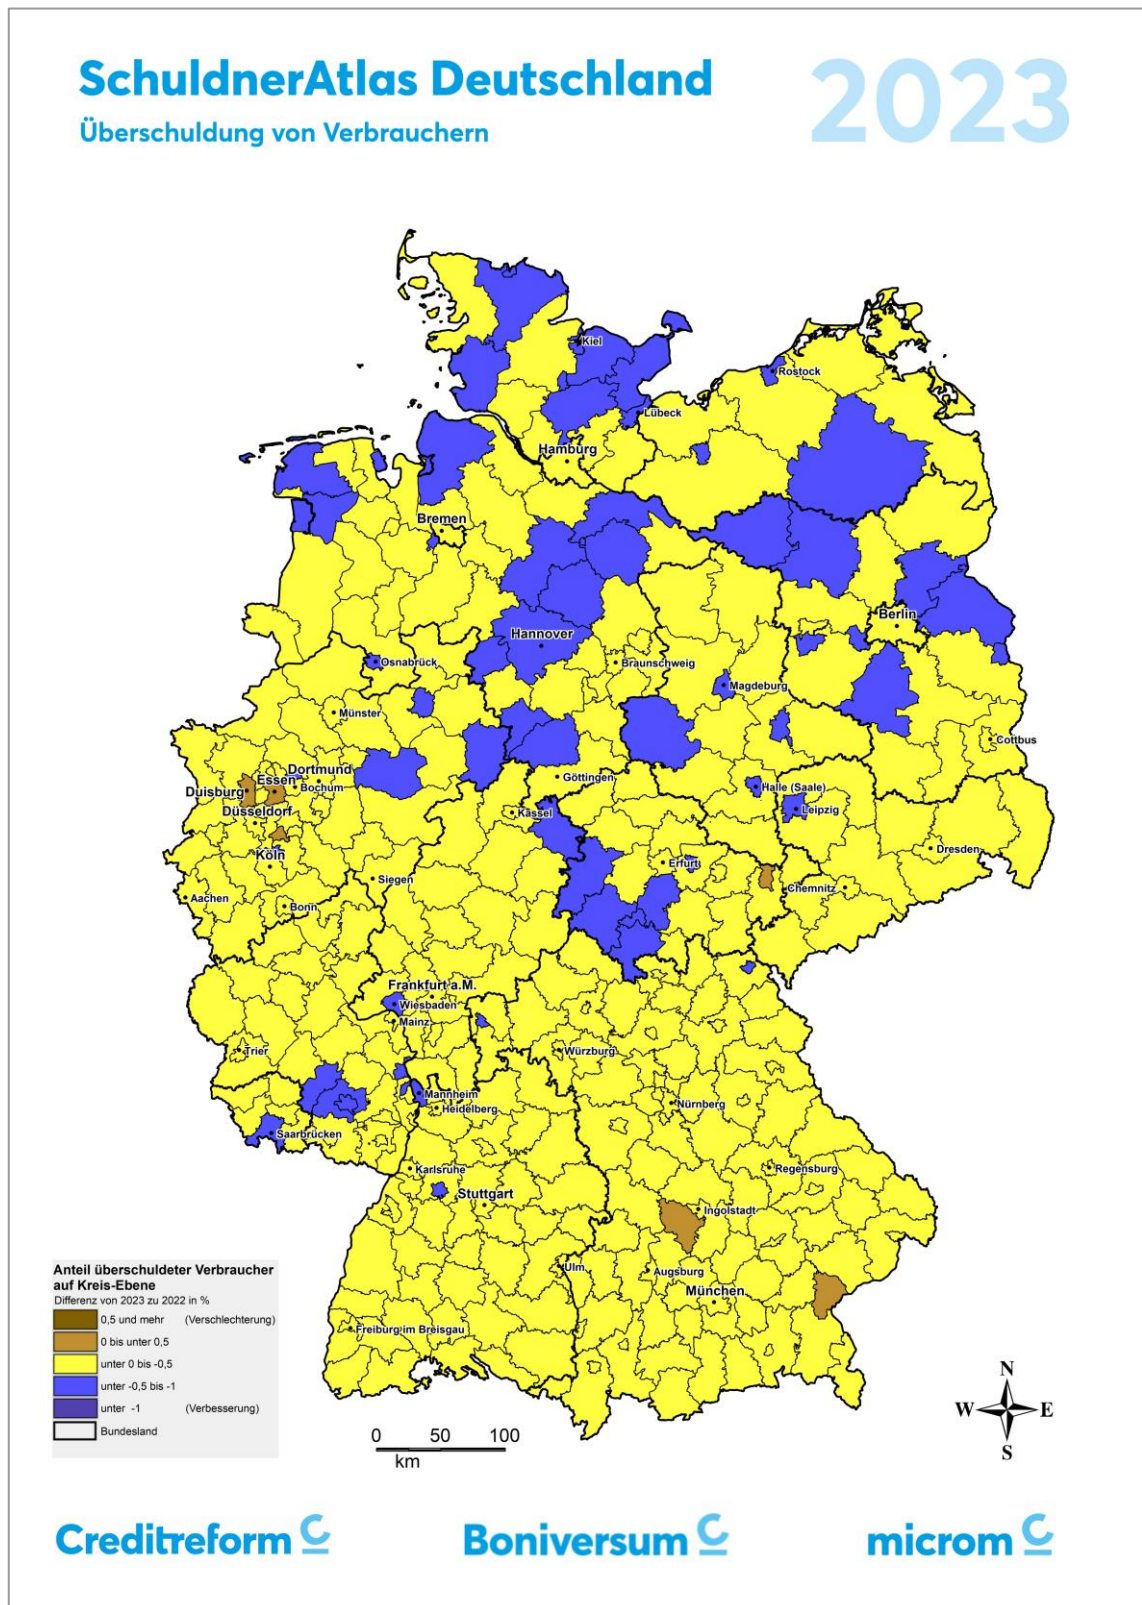 SchuldnerAtlas Deutschland
2023
Überschuldung von Verbrauchern
Kiel
Rostock
Lübeck
Hamburg
Bremen
Berlin
Hannover
Osnabrück
Braunschweig
Magdeburg
Münster
Cottbus
Dortmund
Essen
Bochum
Duisburg
Düsseldorf
Göttingen
Halle (Saale)
Leipzig
Kassel
Köln
Erfurt
Dresden
Siegen
Chemnitz
Aachen
Bonn
Frankfurt a.M.
Wiesbaden
Mainz
Trier
Würzburg
Mannheim
Heidelberg
Nürnberg
Saarbrücken
Karlsruhe
Regensburg
Stuttgart
Ingolstadt
Ulm
Augsburg
München
Freiburg im Breisgau
Anteil überschuldeter Verbraucher
auf Kreis-Ebene
Differenz von 2023 zu 2022 in %
0,5 und mehr (Verschlechterung)
0 bis unter 0,5
unter 0 bis -0,5
unter -0,5 bis -1
unter -1 (Verbesserung)
Bundesland
0 50 100
km
N
W E
S
Creditreform C
Boniversum C
microm C